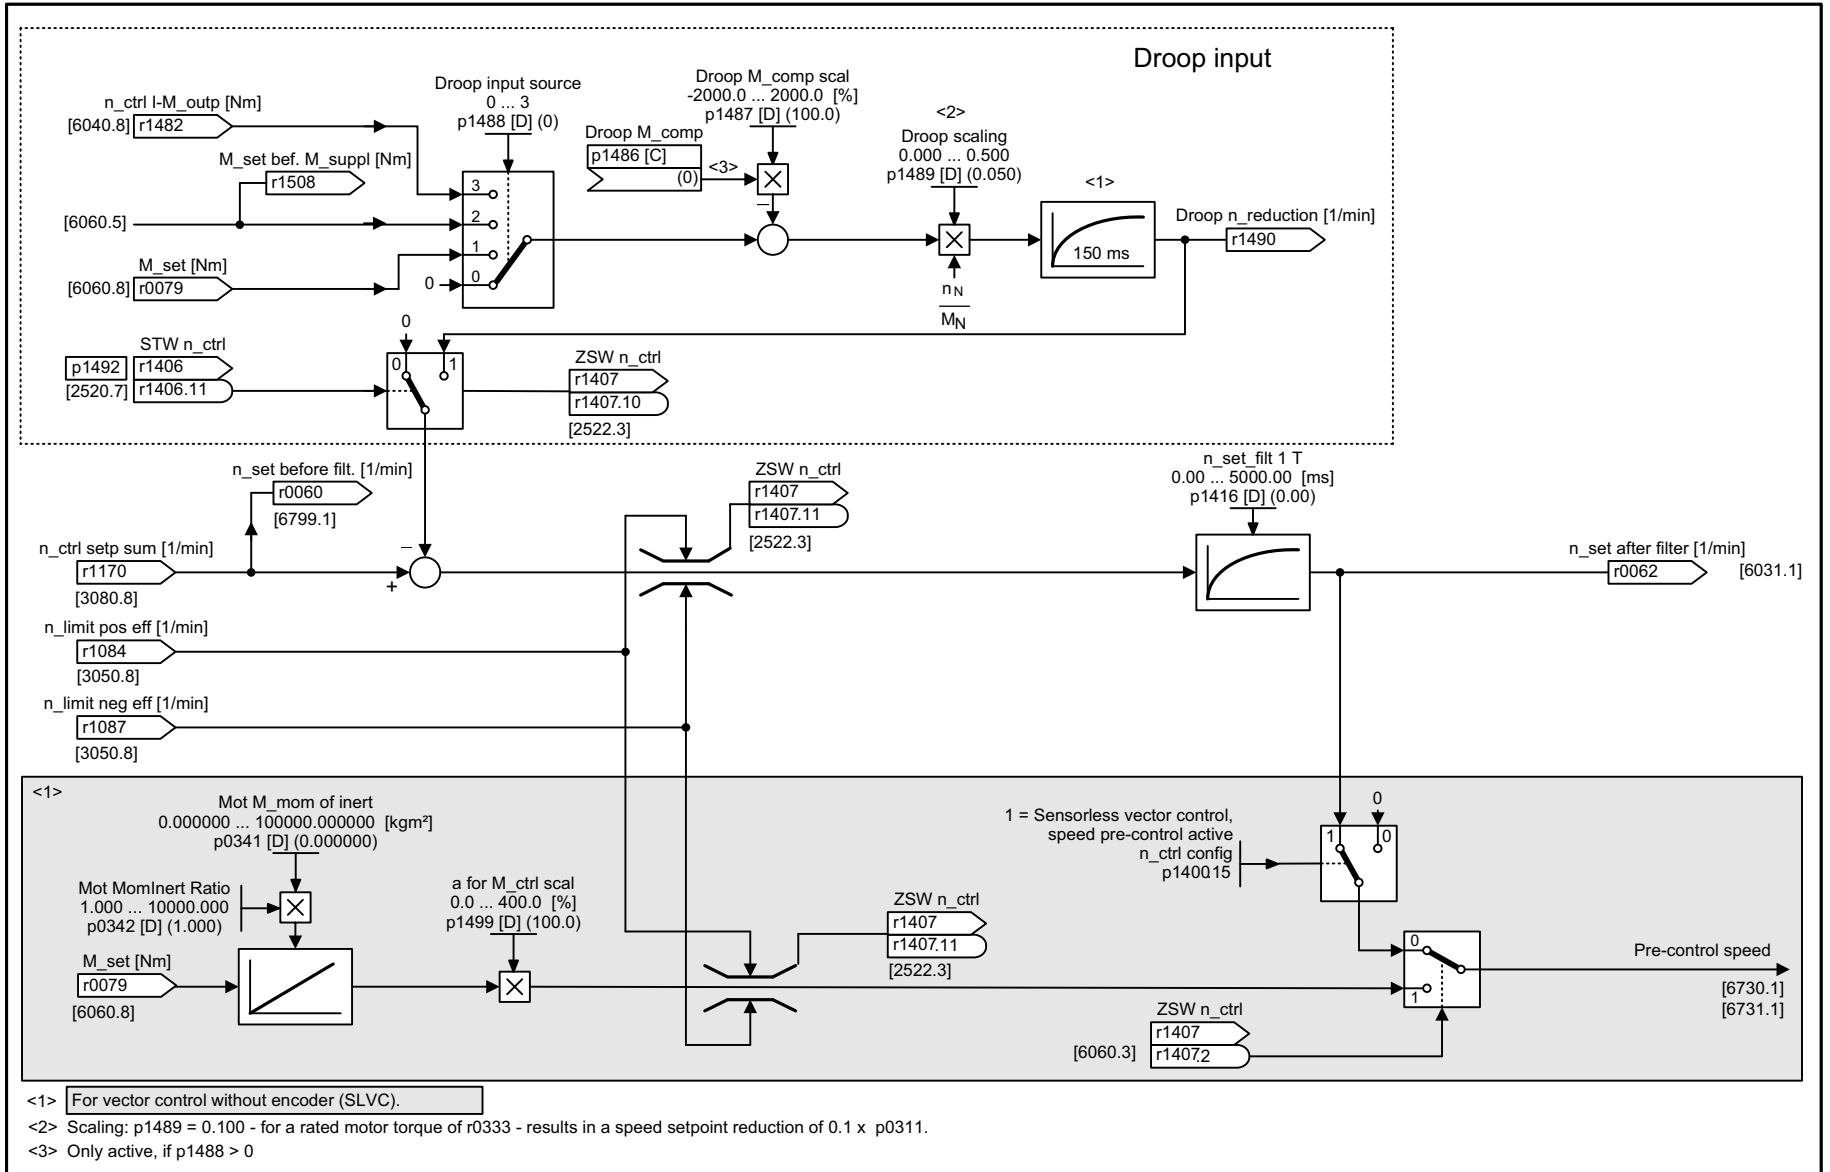 Droop input
n_ctrl I-M_outp [Nm]
[6040.8] r1482
M_set bef. M_suppl [Nm]
r1508
[6060.5]
M_set [Nm]
[6060.8] r0079
Droop input source
0 ... 3
p1488 [D] (0)
3
2
1
0 0
Droop M_comp scal
-2000.0 ... 2000.0 [%]
p1487 [D] (100.0)
Droop M_comp
p1486 [C]
(0) <3>
–
<2>
Droop scaling
0.000 ... 0.500
p1489 [D] (0.050)
n N
M N
<1>
150 ms
Droop n_reduction [1/min]
r1490
STW n_ctrl
p1492 r1406
[2520.7] r1406.11
0
0 1
ZSW n_ctrl
r1407
r1407.10
[2522.3]
n_set before filt. [1/min]
r0060
[6799.1]
n_ctrl setp sum [1/min]
r1170
[3080.8]
–
+
ZSW n_ctrl
r1407
r1407.11
[2522.3]
n_set_filt 1 T
0.00 ... 5000.00 [ms]
p1416 [D] (0.00)
n_set after filter [1/min]
r0062 [6031.1]
n_limit pos eff [1/min]
r1084
[3050.8]
n_limit neg eff [1/min]
r1087
[3050.8]
<1>
Mot M_mom of inert
0.000000 ... 100000.000000 [kgm²]
p0341 [D] (0.000000)
Mot MomInert Ratio
1.000 ... 10000.000
p0342 [D] (1.000)
M_set [Nm]
r0079
[6060.8]
a for M_ctrl scal
0.0 ... 400.0 [%]
p1499 [D] (100.0)
ZSW n_ctrl
r1407
r1407.11
[2522.3]
1 = Sensorless vector control,
speed pre-control active
n_ctrl config
p1400.15
0
1 0
0
1
Pre-control speed
[6730.1]
[6731.1]
ZSW n_ctrl
r1407
[6060.3] r1407.2
<1> For vector control without encoder (SLVC).
<2> Scaling: p1489 = 0.100 - for a rated motor torque of r0333 - results in a speed setpoint reduction of 0.1 x p0311.
<3> Only active, if p1488 > 0